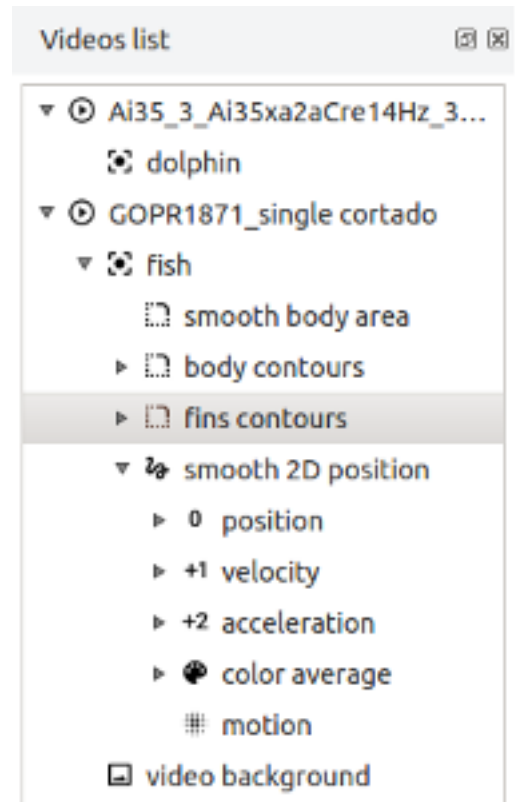 Videos list
Ai35_3_Ai35xa2aCre14Hz_3...
dolphin
GOPR1871_single cortado
fish
smooth body area
body contours
fins contours
smooth 2D position
0 position
+1 velocity
+2 acceleration
color average
motion
video background